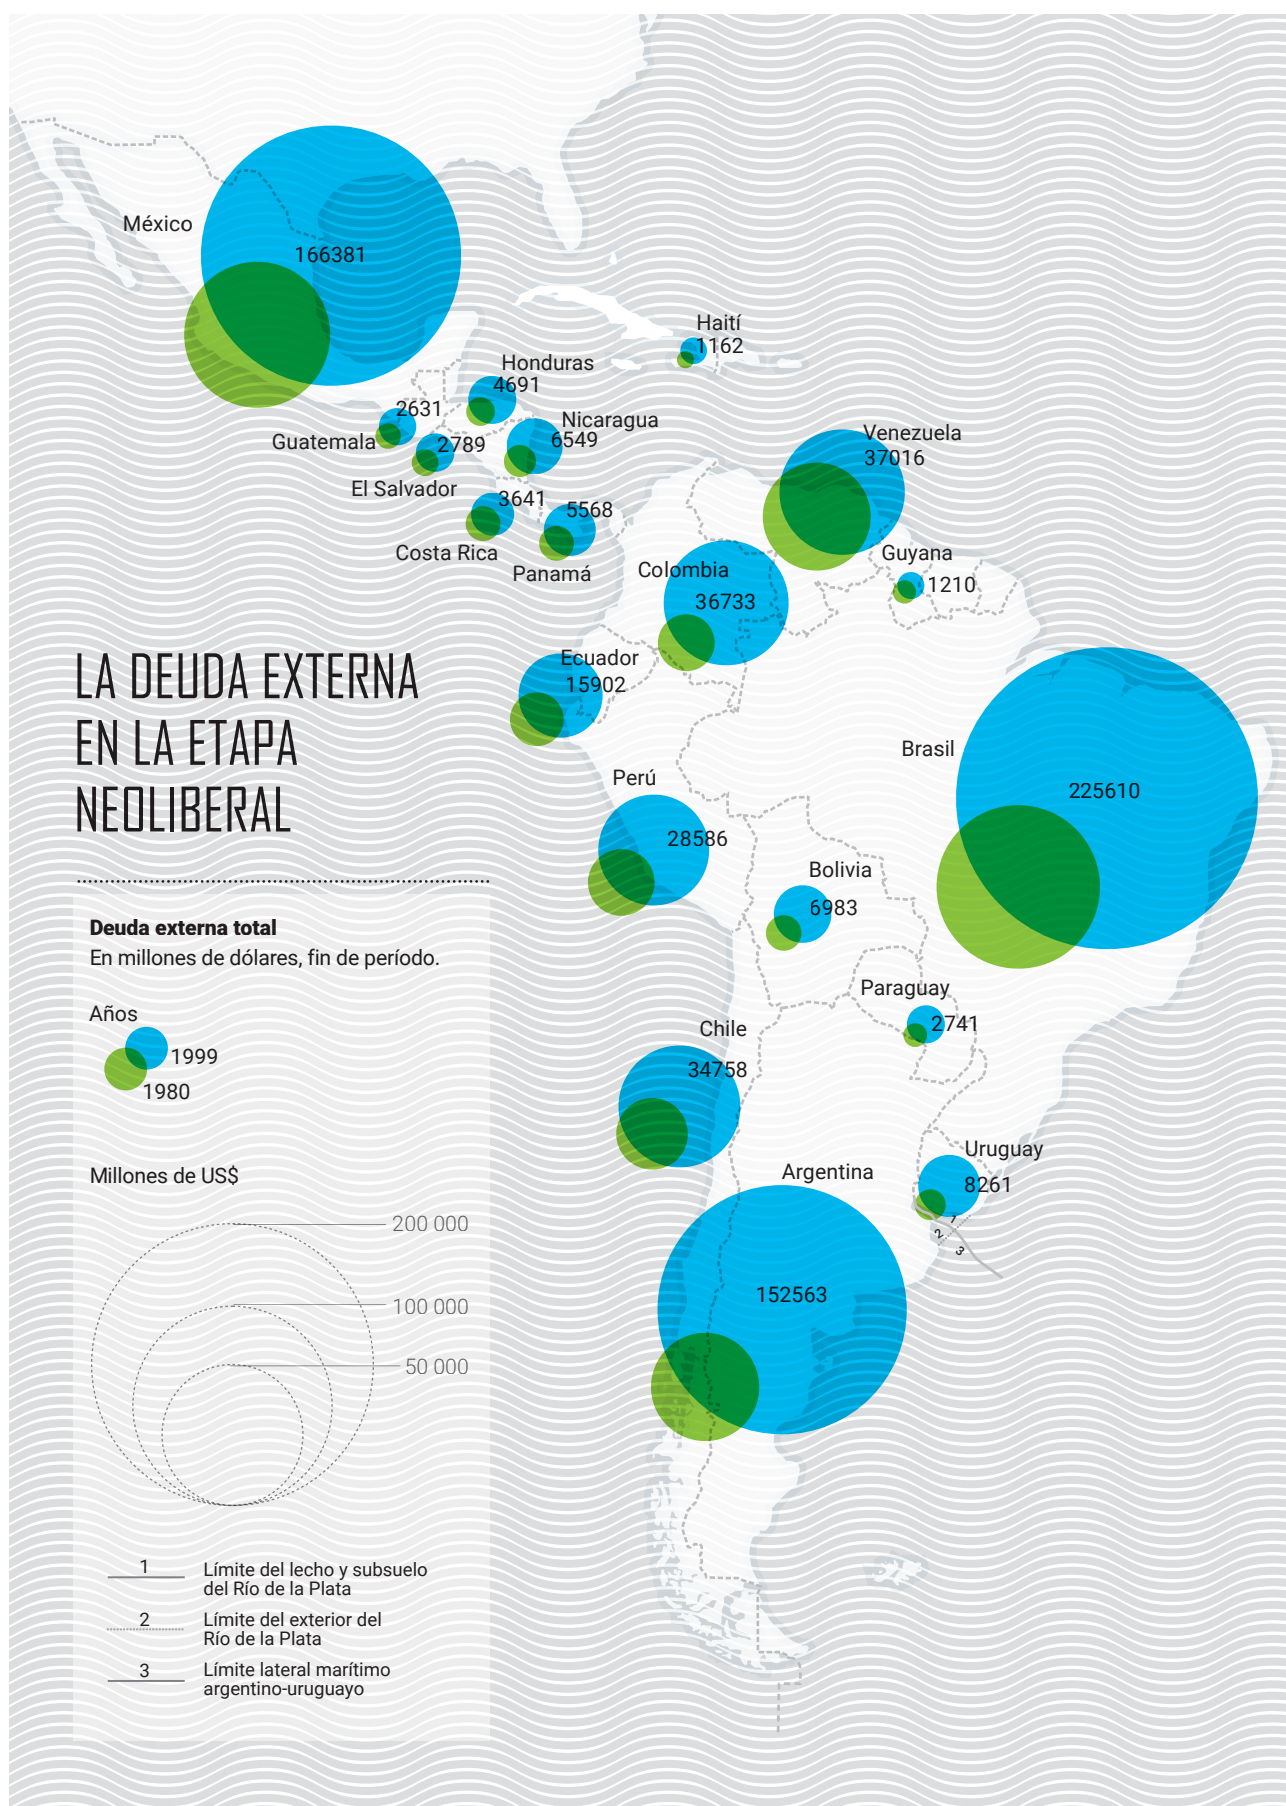 México
166381
Haití
1162
Honduras
4691
2631
Guatemala
Nicaragua
6549
2789
El Salvador
3641
Costa Rica
5568
Panamá
Venezuela
37016
Guyana
1210
Colombia
36733
Ecuador
15902
LA DEUDA EXTERNA
EN LA ETAPA
NEOLIBERAL
Brasil
225610
Perú
28586
Bolivia
6983
Paraguay
2741
Chile
34758
Uruguay
8261
1
2
3
Argentina
152563
Deuda externa total
En millones de dólares, fin de período.
Años
1999
1980
Millones de US$
200 000
100 000
50 000
1 Límite del lecho y subsuelo
del Río de la Plata
2 Límite del exterior del
Río de la Plata
3 Límite lateral marítimo
argentino-uruguayo